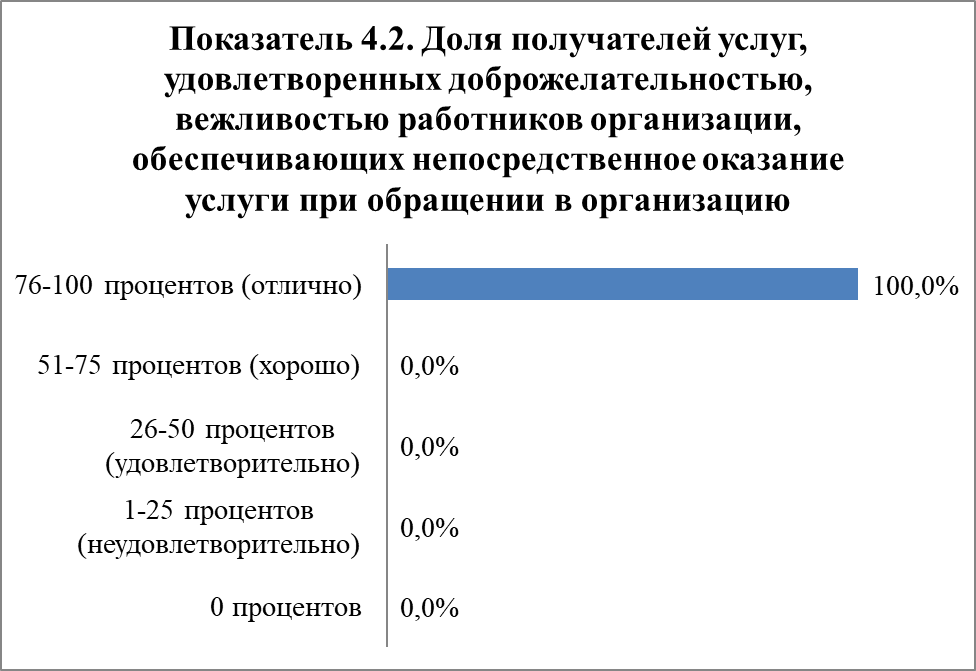 Показатель 4.2. Доля получателей услуг,
удовлетворенных доброжелательностью,
вежливостью работников организации,
обеспечивающих непосредственное оказание
услуги при обращении в организацию
76-100 процентов (отлично)
100,0%
51-75 процентов (хорошо)
0,0%
26-50 процентов
(удовлетворительно)
0,0%
1-25 процентов
(неудовлетворительно)
0,0%
0 процентов
0,0%